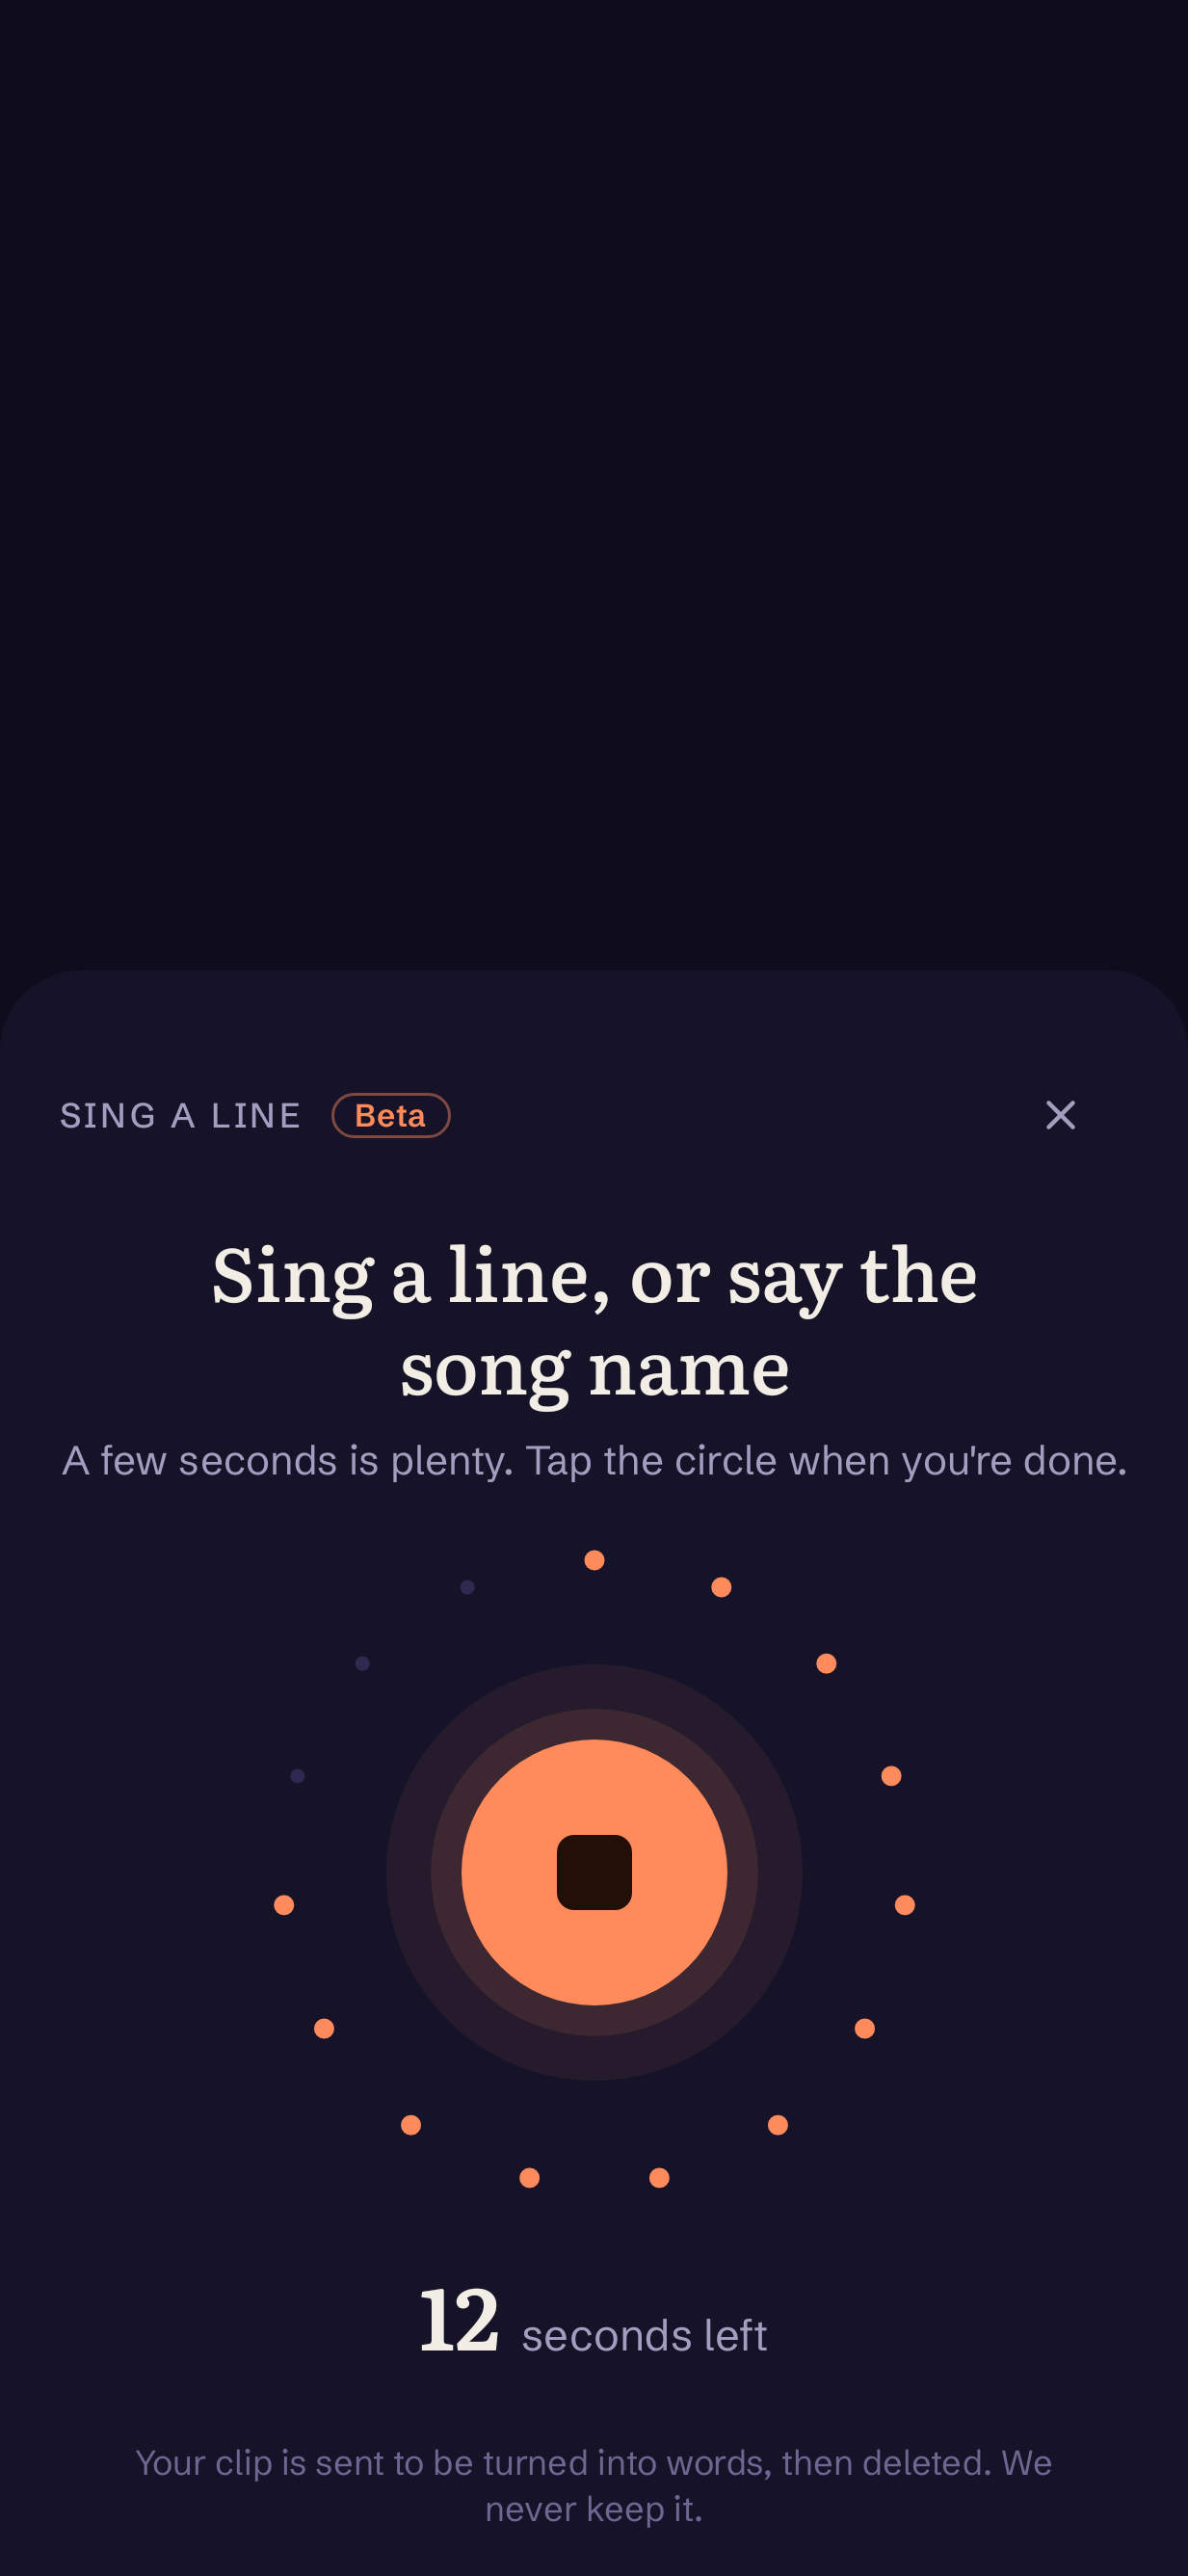 SING A LINE Beta
Sing a line, or say the
song name
A few seconds is plenty. Tap the circle when you're done.
12 seconds left
Your clip is sent to be turned into words, then deleted. We
never keep it.